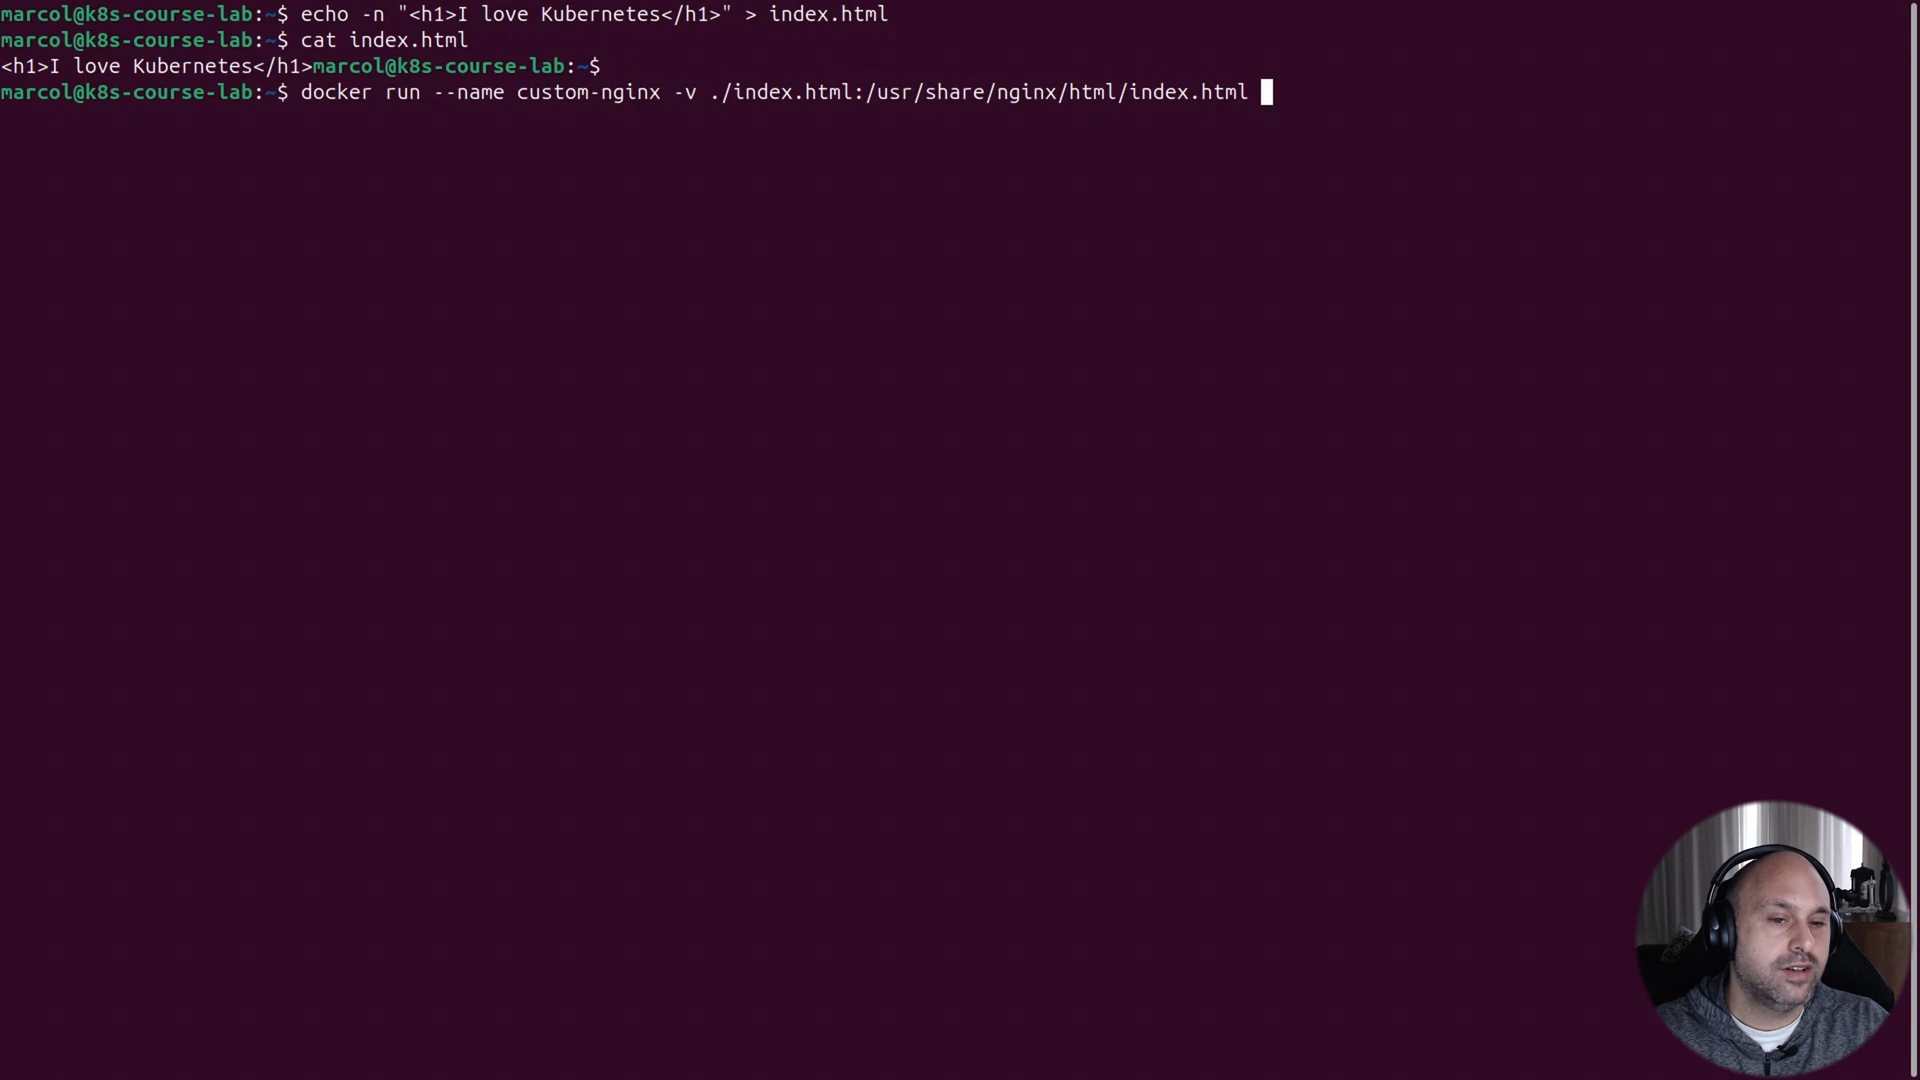 marcol@k8s-course-lab:~$ echo -n "<h1>I love Kubernetes</h1>" > index.html
marcol@k8s-course-lab:~$ cat index.html
<h1>I love Kubernetes</h1>marcol@k8s-course-lab:~$
marcol@k8s-course-lab:~$ docker run --name custom-nginx -v ./index.html:/usr/share/nginx/html/index.html